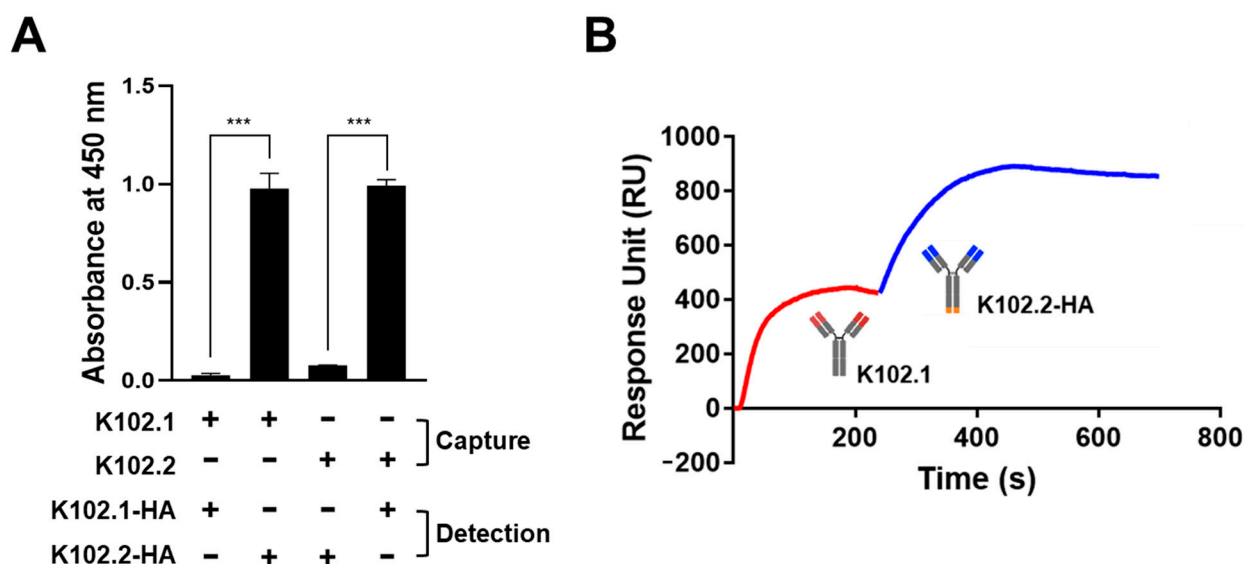 A
Absorbance at 450 nm
1.5
1.0
0.5
0.0
***
***
K102.1 + + - -
K102.2 - - + +
Capture
K102.1-HA + - - +
K102.2-HA - + + -
Detection
B
Response Unit (RU)
1000
800
600
400
200
0
-200
200 400 600 800
Time (s)
K102.1
K102.2-HA